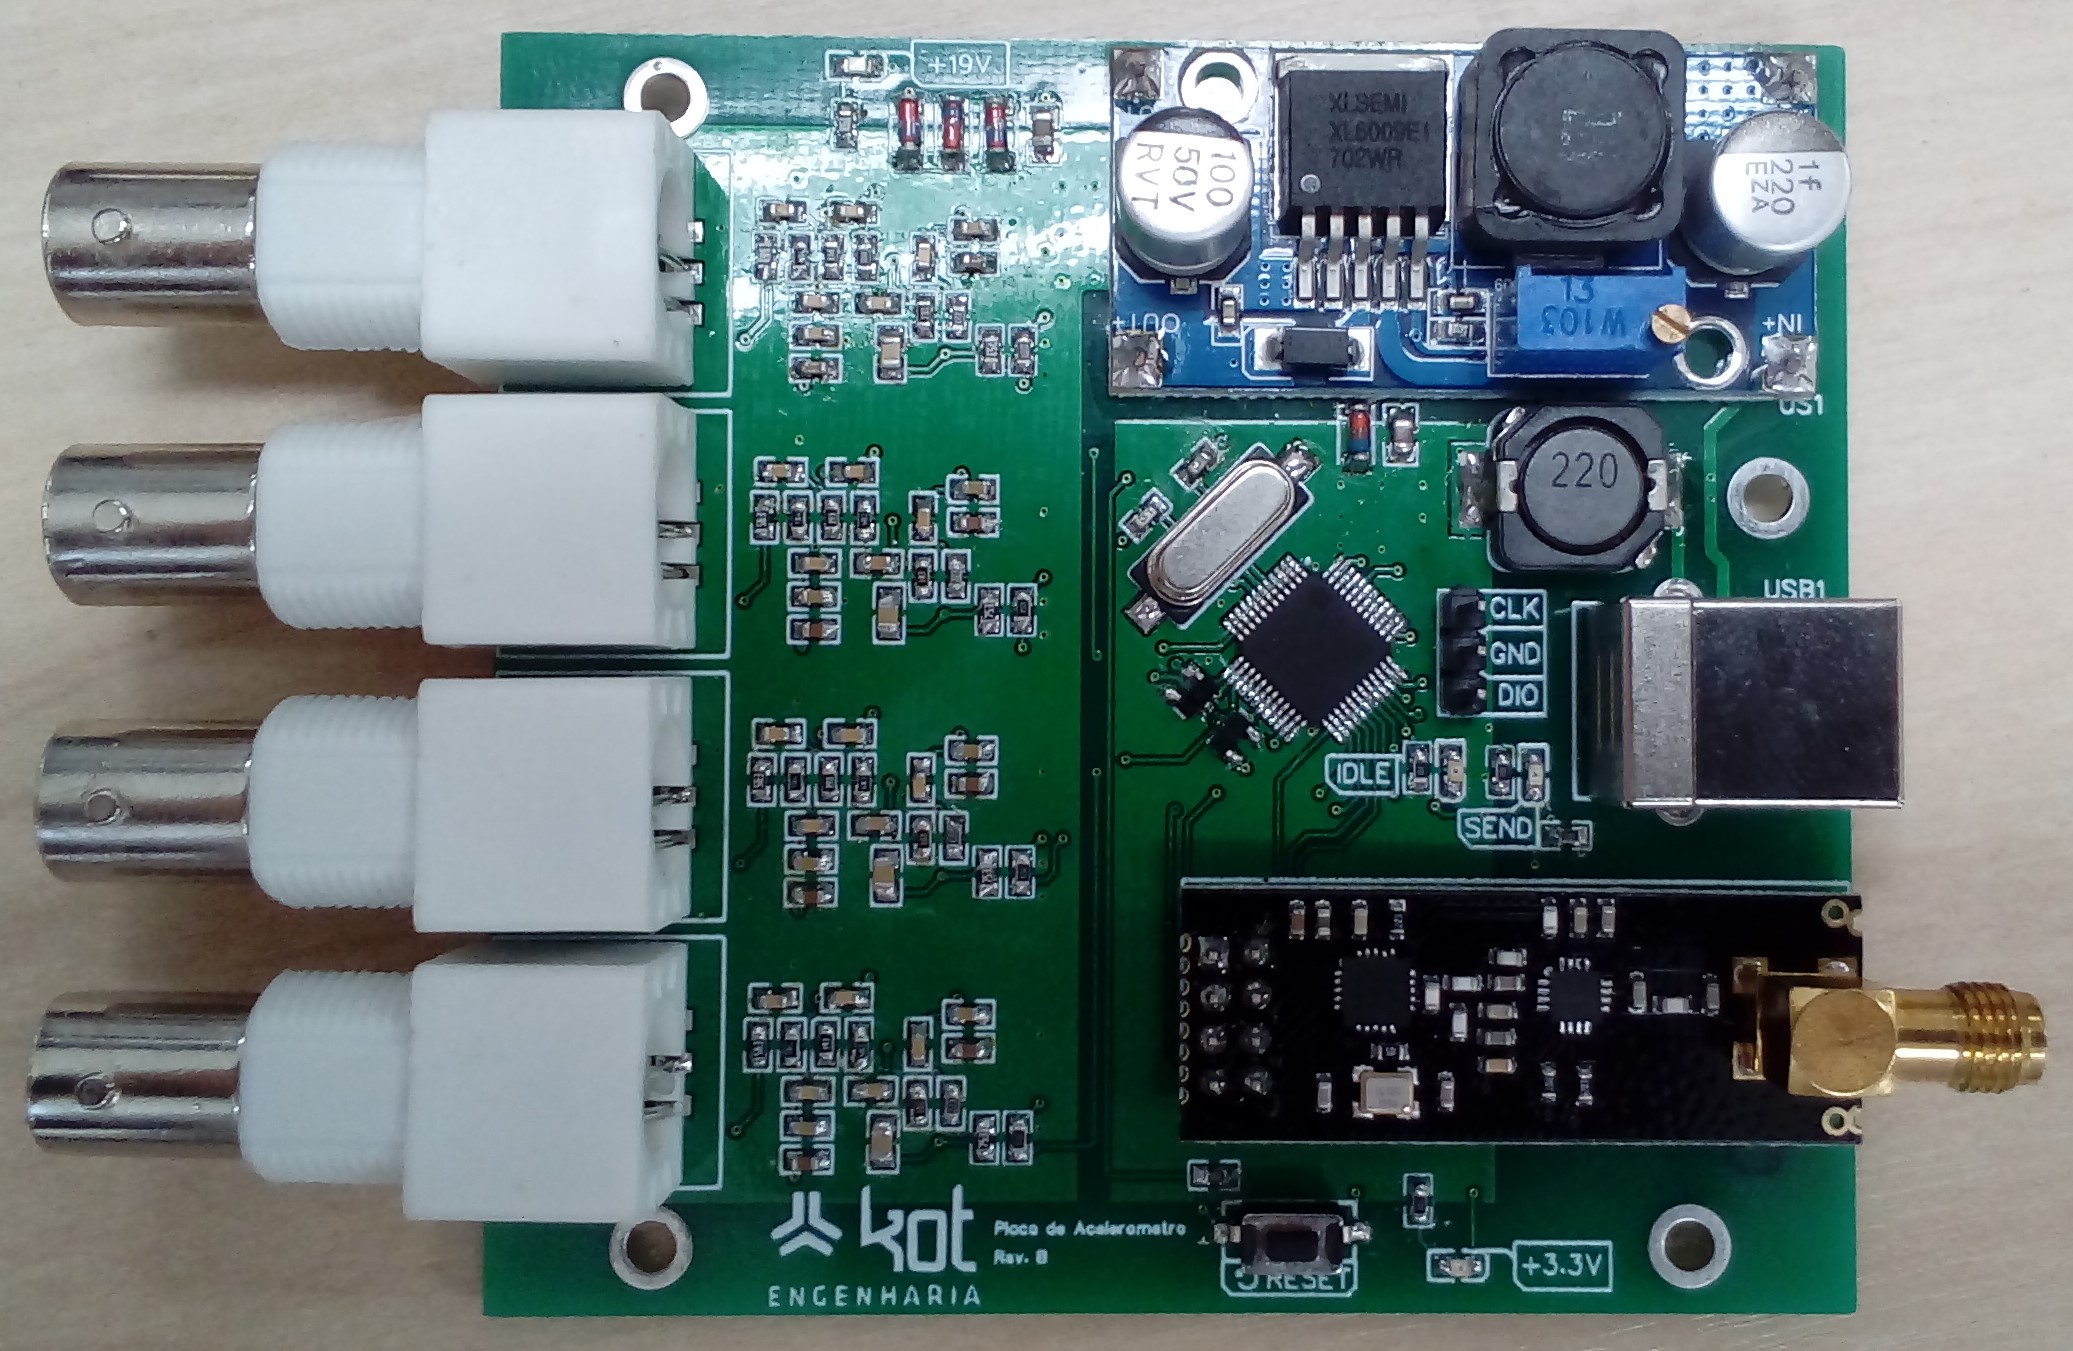 +19V
XLSEMI
XL6009E1
702WR
100
50V
RVT
1f
220
EZA
13
W103
OUT+
IN+
US1
220
USB1
CLK
GND
DIO
IDLE
SEND
kot
ENGENHARIA
Placa de Acelerometro
Rev. B
RESET
+3.3V